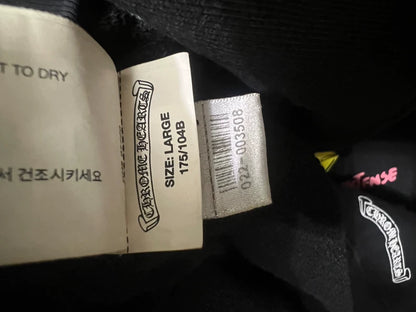 T TO DRY
서 건조시키세요
CHROME HEARTS
SIZE: LARGE
175/104B
022-003508
TENSE
CHROME HEARTS